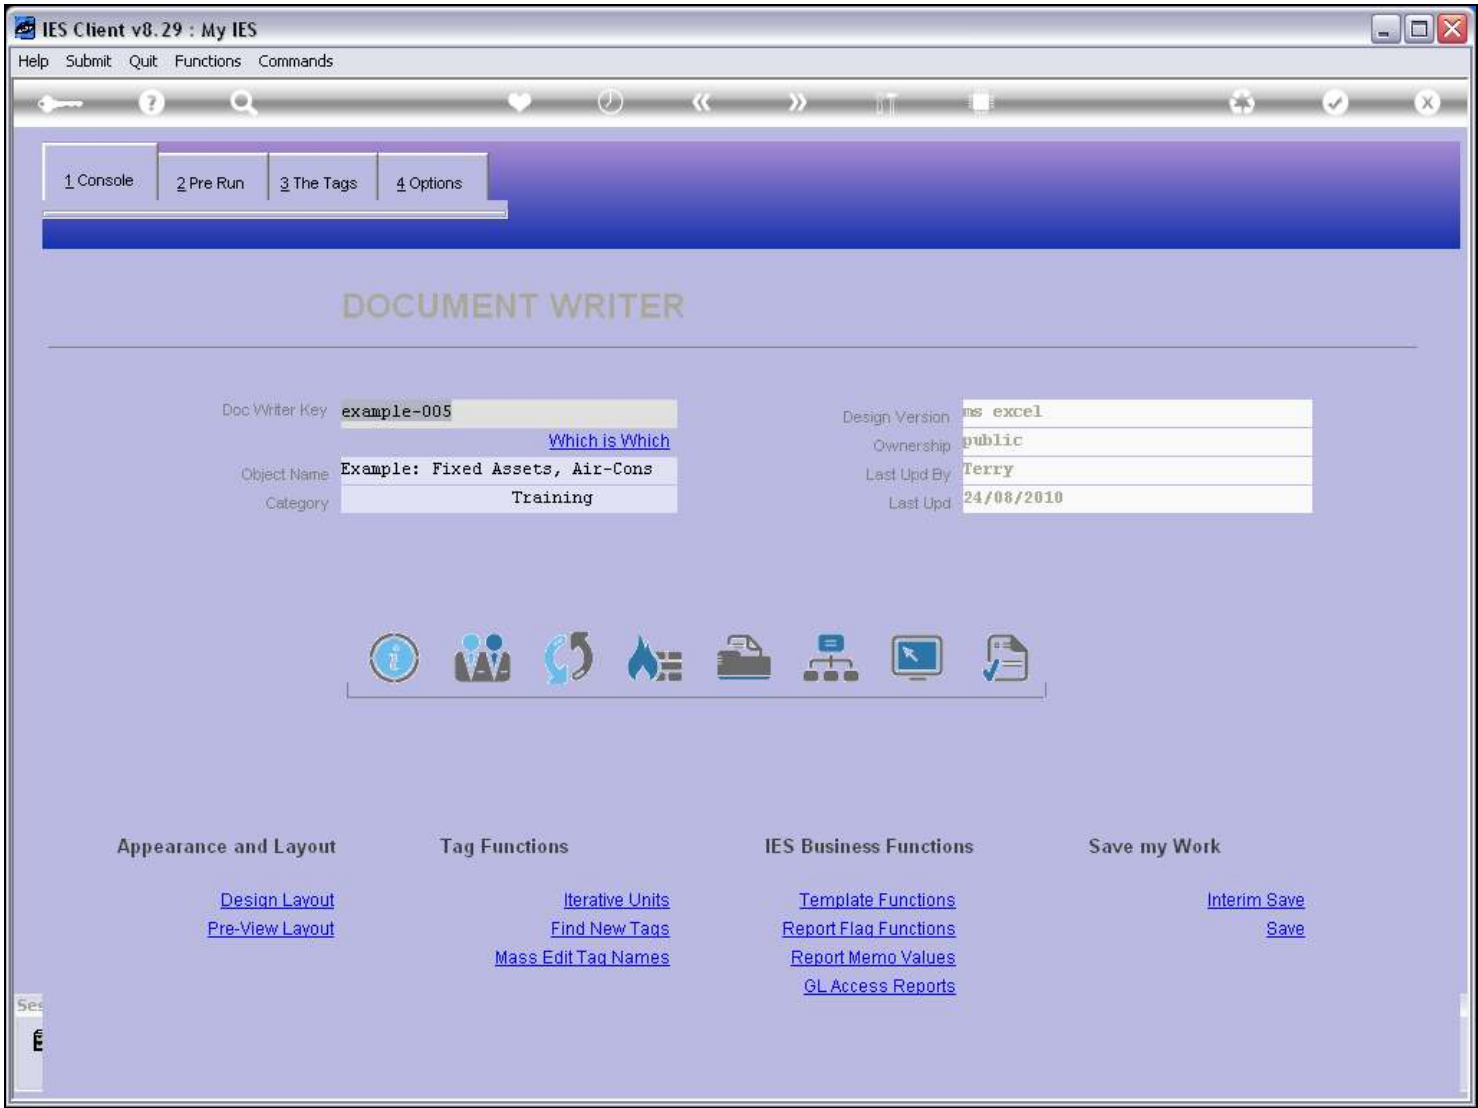 IES Client v8.29 : My IES
Help Submit Quit Functions Commands
1 Console 2 Pre Run 3 The Tags 4 Options
DOCUMENT WRITER
Doc Writer Key example-005
Which is Which
Object Name Example: Fixed Assets, Air-Cons
Category Training
Design Version ms excel
Ownership public
Last Upd By Terry
Last Upd 24/08/2010
Appearance and Layout
Design Layout
Pre-View Layout
Tag Functions
Iterative Units
Find New Tags
Mass Edit Tag Names
IES Business Functions
Template Functions
Report Flag Functions
Report Memo Values
GL Access Reports
Save my Work
Interim Save
Save